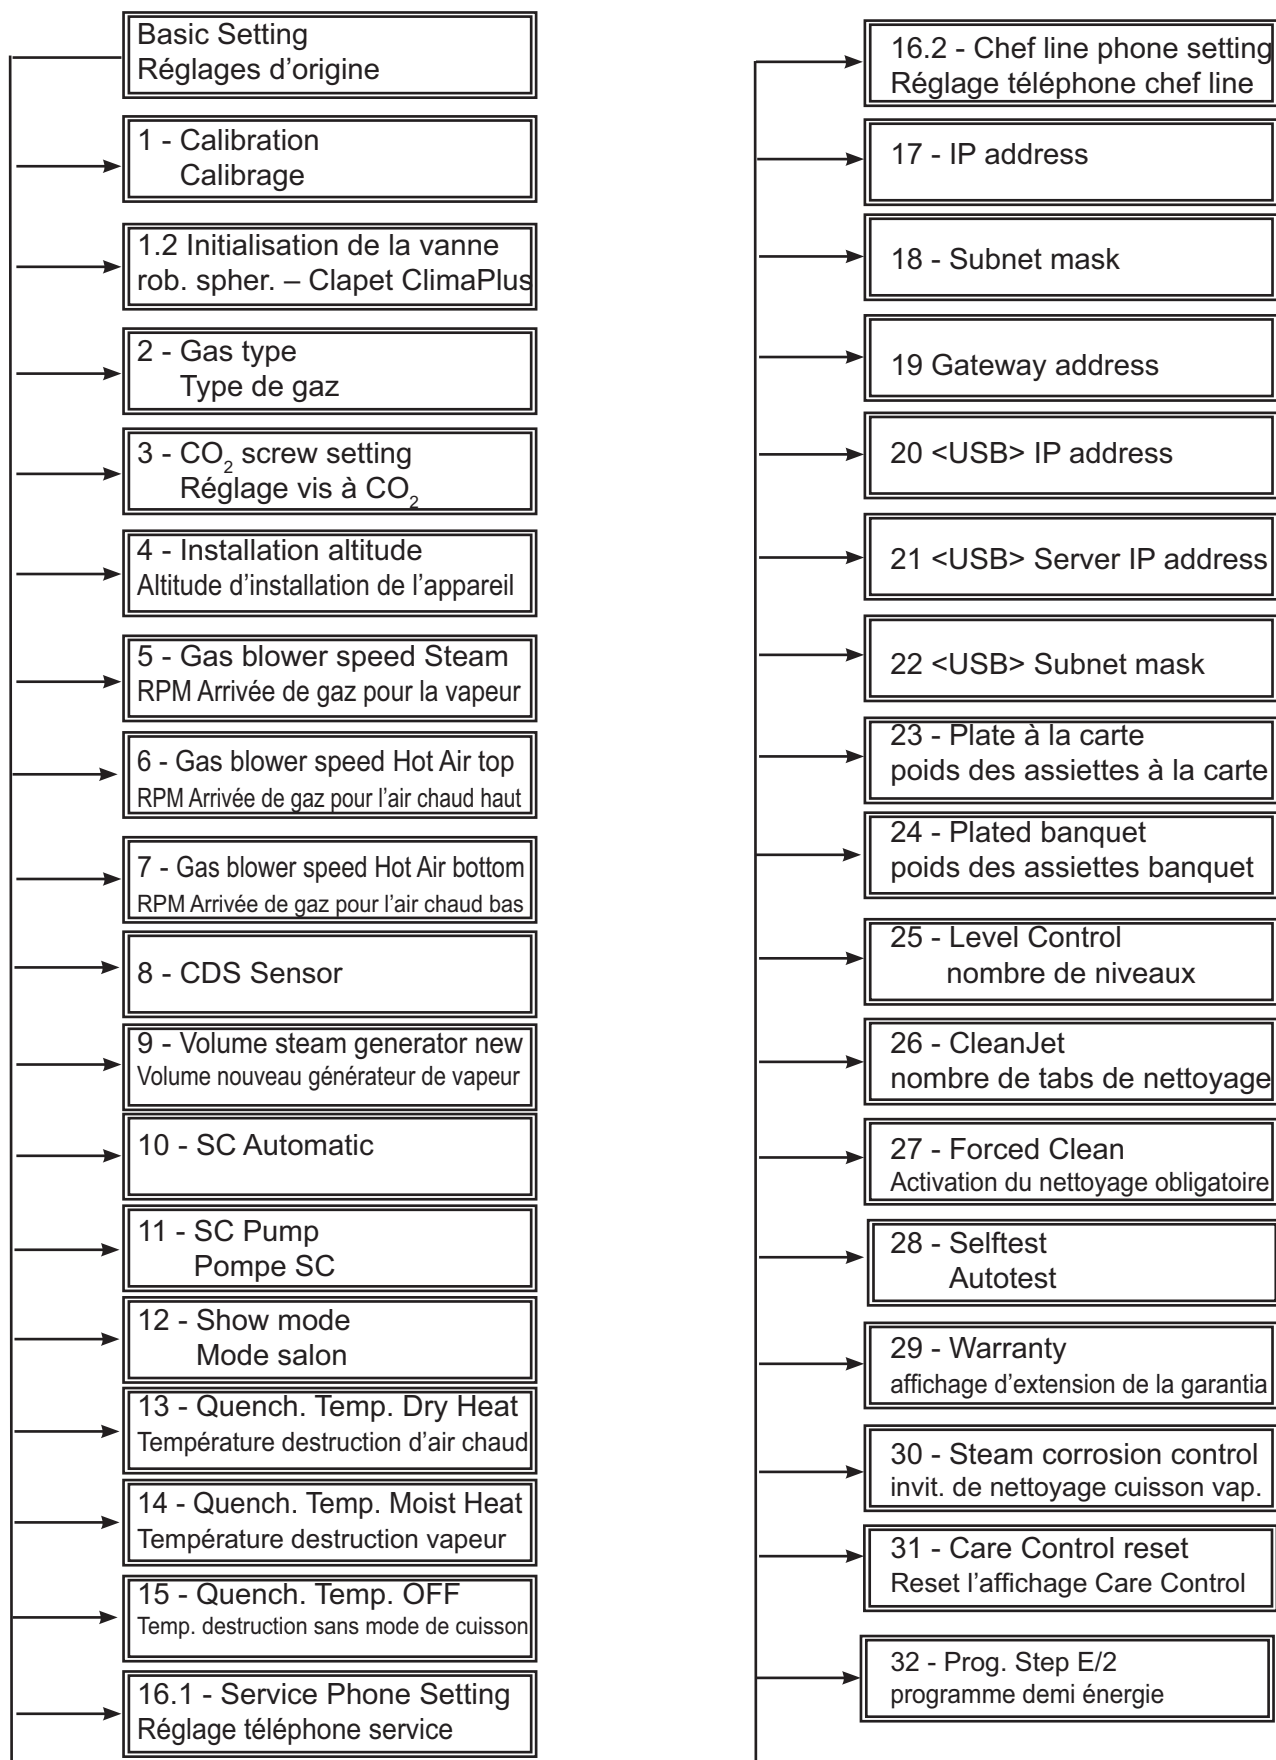 Basic Setting
Réglages d'origine
1 - Calibration
Calibrage
1.2 Initialisation de la vanne
rob. spher. – Clapet ClimaPlus
2 - Gas type
Type de gaz
3 - CO₂ screw setting
Réglage vis à CO₂
4 - Installation altitude
Altitude d'installation de l'appareil
5 - Gas blower speed Steam
RPM Arrivée de gaz pour la vapeur
6 - Gas blower speed Hot Air top
RPM Arrivée de gaz pour l'air chaud haut
7 - Gas blower speed Hot Air bottom
RPM Arrivée de gaz pour l'air chaud bas
8 - CDS Sensor
9 - Volume steam generator new
Volume nouveau générateur de vapeur
10 - SC Automatic
11 - SC Pump
Pompe SC
12 - Show mode
Mode salon
13 - Quench. Temp. Dry Heat
Température destruction d'air chaud
14 - Quench. Temp. Moist Heat
Température destruction vapeur
15 - Quench. Temp. OFF
Temp. destruction sans mode de cuisson
16.1 - Service Phone Setting
Réglage téléphone service
16.2 - Chef line phone setting
Réglage téléphone chef line
17 - IP address
18 - Subnet mask
19 Gateway address
20 <USB> IP address
21 <USB> Server IP address
22 <USB> Subnet mask
23 - Plate à la carte
poids des assiettes à la carte
24 - Plated banquet
poids des assiettes banquet
25 - Level Control
nombre de niveaux
26 - CleanJet
nombre de tabs de nettoyage
27 - Forced Clean
Activation du nettoyage obligatoire
28 - Selftest
Autotest
29 - Warranty
affichage d'extension de la garantia
30 - Steam corrosion control
invit. de nettoyage cuisson vap.
31 - Care Control reset
Reset l'affichage Care Control
32 - Prog. Step E/2
programme demi énergie